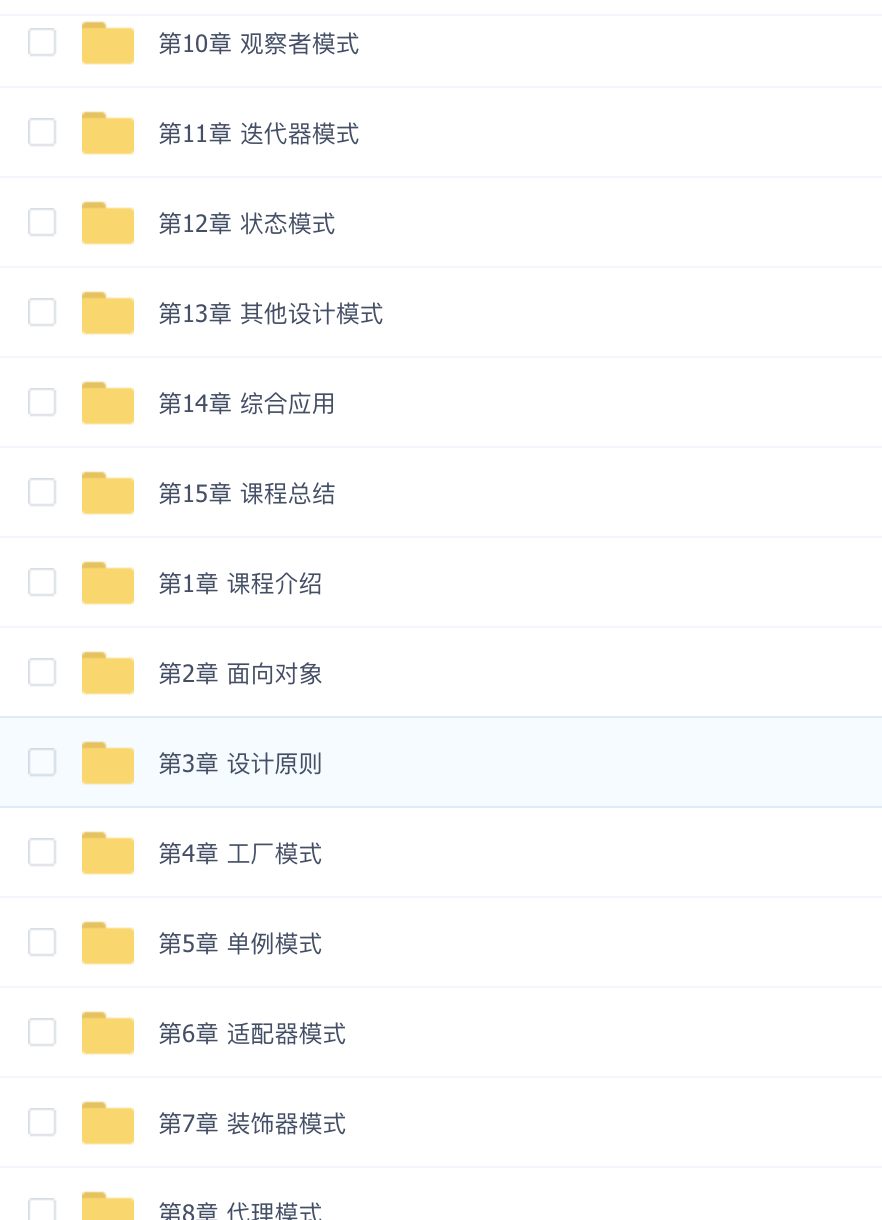 第10章 观察者模式
第11章 迭代器模式
第12章 状态模式
第13章 其他设计模式
第14章 综合应用
第15章 课程总结
第1章 课程介绍
第2章 面向对象
第3章 设计原则
第4章 工厂模式
第5章 单例模式
第6章 适配器模式
第7章 装饰器模式
第8章 代理模式